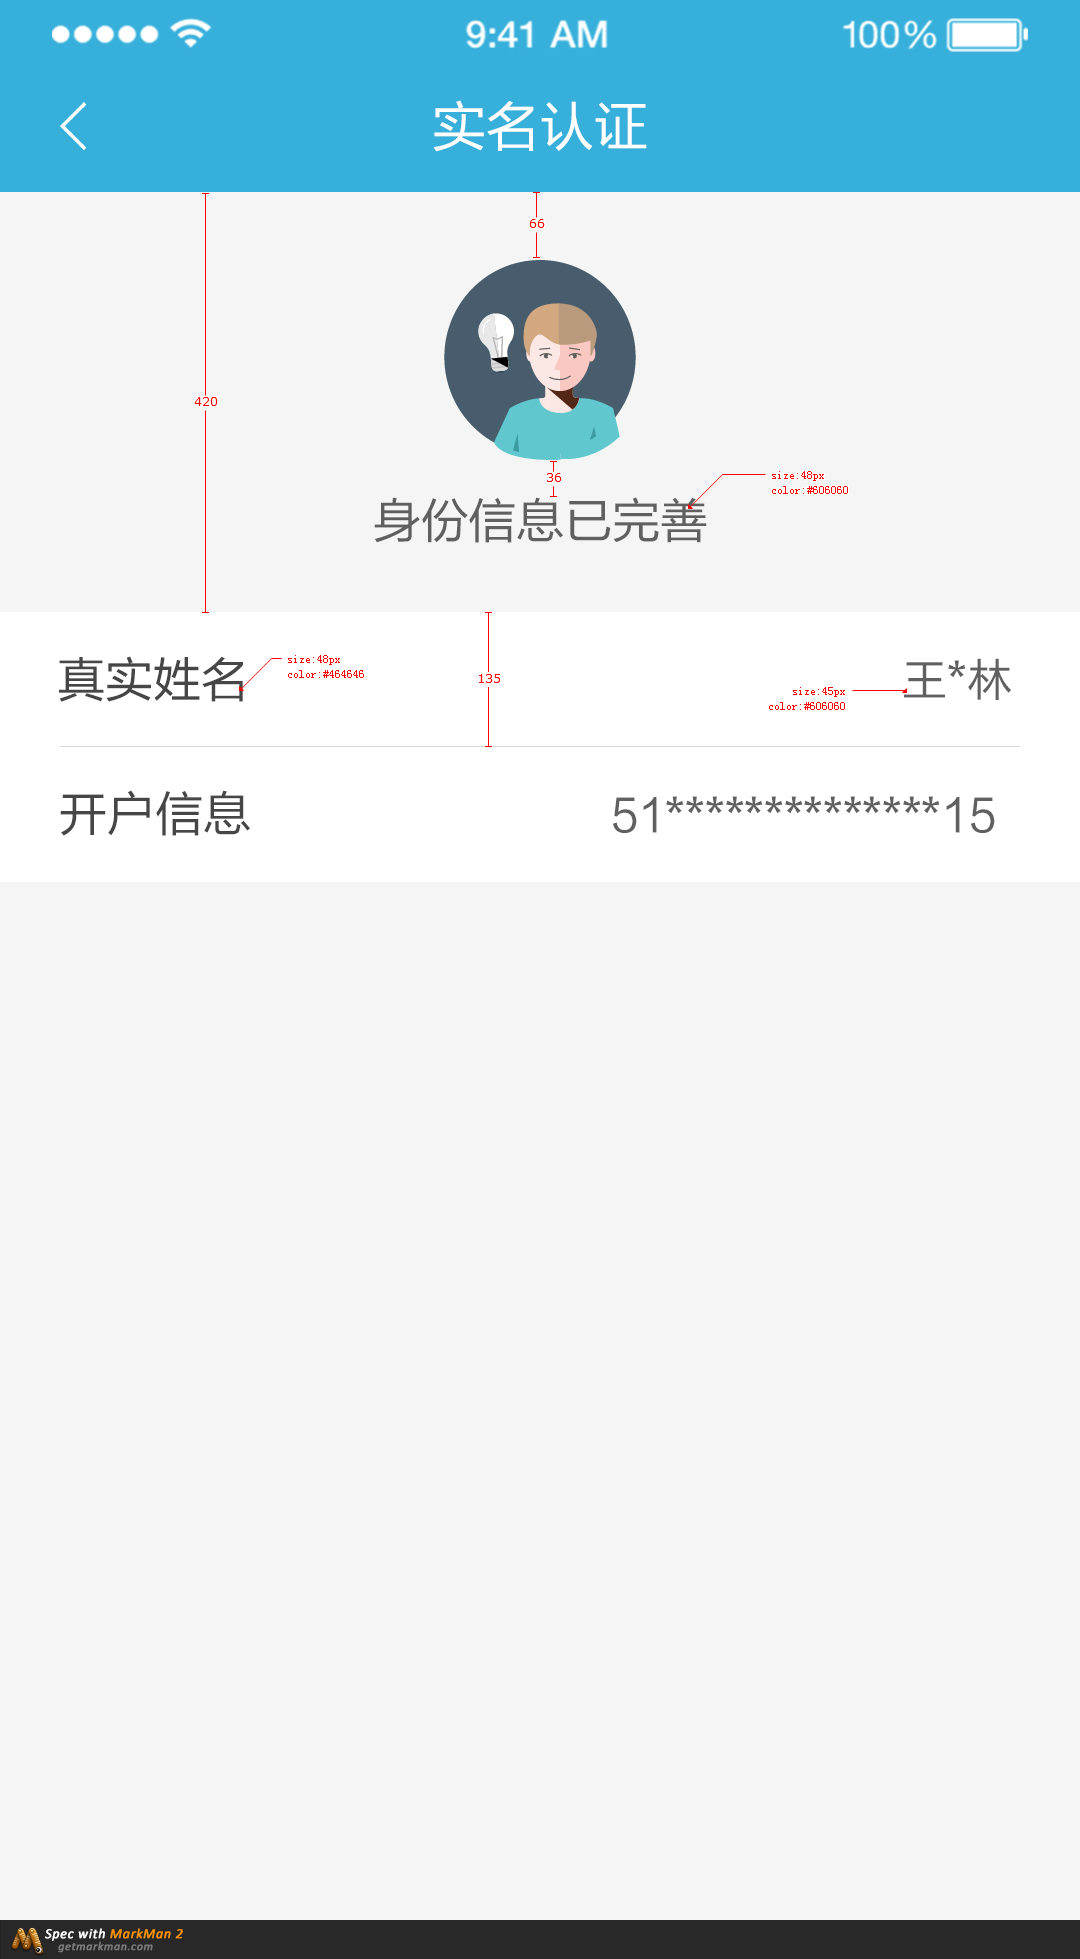 9:41 AM 100%
实名认证
66
420
36
size:48px
color:#606060
身份信息已完善
真实姓名
size:48px
color:#464646
135
size:45px
color:#606060
王*林
开户信息 51**************15
Spec with MarkMan 2
getmarkman.com